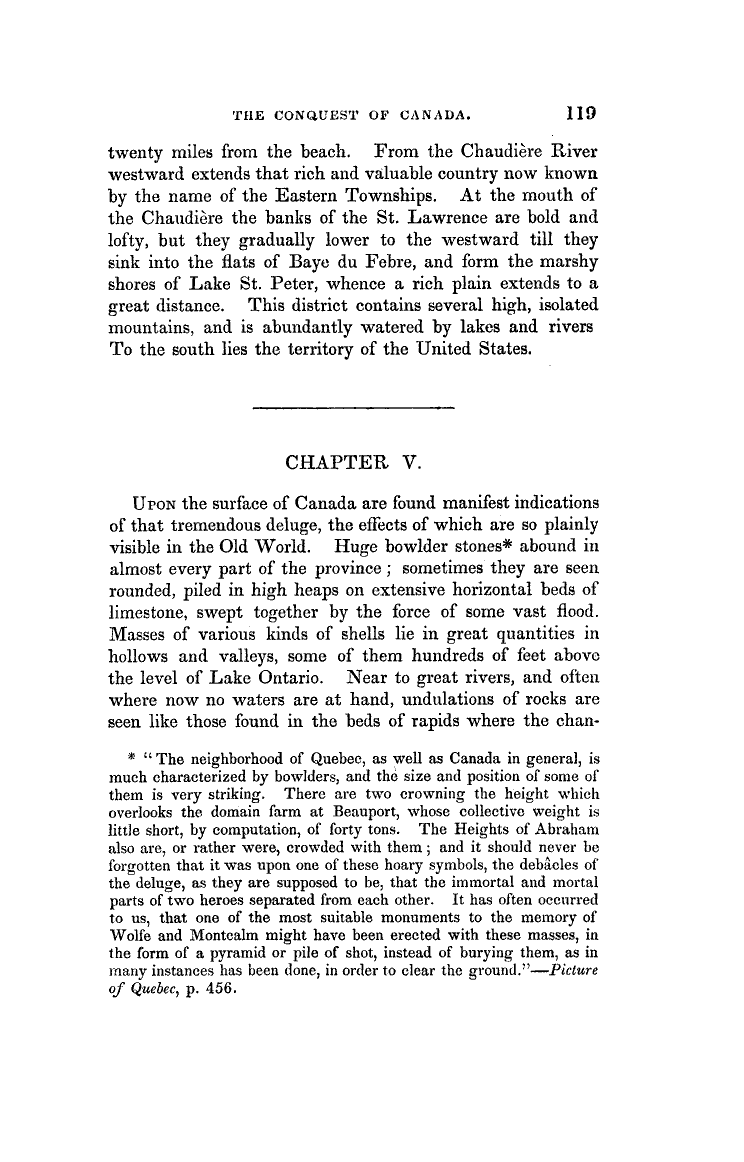 THE CONQUEST OF CANADA. 119
twenty miles from the beach. From the Chaudière River
westward extends that rich and valuable country now known
by the name of the Eastern Townships. At the mouth of
the Chaudière the banks of the St. Lawrence are bold and
lofty, but they gradually lower to the westward till they
sink into the flats of Baye du Febre, and form the marshy
shores of Lake St. Peter, whence a rich plain extends to a
great distance. This district contains several high, isolated
mountains, and is abundantly watered by lakes and rivers
To the south lies the territory of the United States.
CHAPTER V.
UPON the surface of Canada are found manifest indications
of that tremendous deluge, the effects of which are so plainly
visible in the Old World. Huge bowlder stones* abound in
almost every part of the province ; sometimes they are seen
rounded, piled in high heaps on extensive horizontal beds of
limestone, swept together by the force of some vast flood.
Masses of various kinds of shells lie in great quantities in
hollows and valleys, some of them hundreds of feet above
the level of Lake Ontario. Near to great rivers, and often
where now no waters are at hand, undulations of rocks are
seen like those found in the beds of rapids where the chan-
* "The neighborhood of Quebec, as well as Canada in general, is
much characterized by bowlders, and the size and position of some of
them is very striking. There are two crowning the height which
overlooks the domain farm at Beauport, whose collective weight is
little short, by computation, of forty tons. The Heights of Abraham
also are, or rather were, crowded with them ; and it should never be
forgotten that it was upon one of these hoary symbols, the debâcles of
the deluge, as they are supposed to be, that the immortal and mortal
parts of two heroes separated from each other. It has often occurred
to us, that one of the most suitable monuments to the memory of
Wolfe and Montcalm might have been erected with these masses, in
the form of a pyramid or pile of shot, instead of burying them, as in
many instances has been done, in order to clear the ground."—Picture
of Quebec, p. 456.